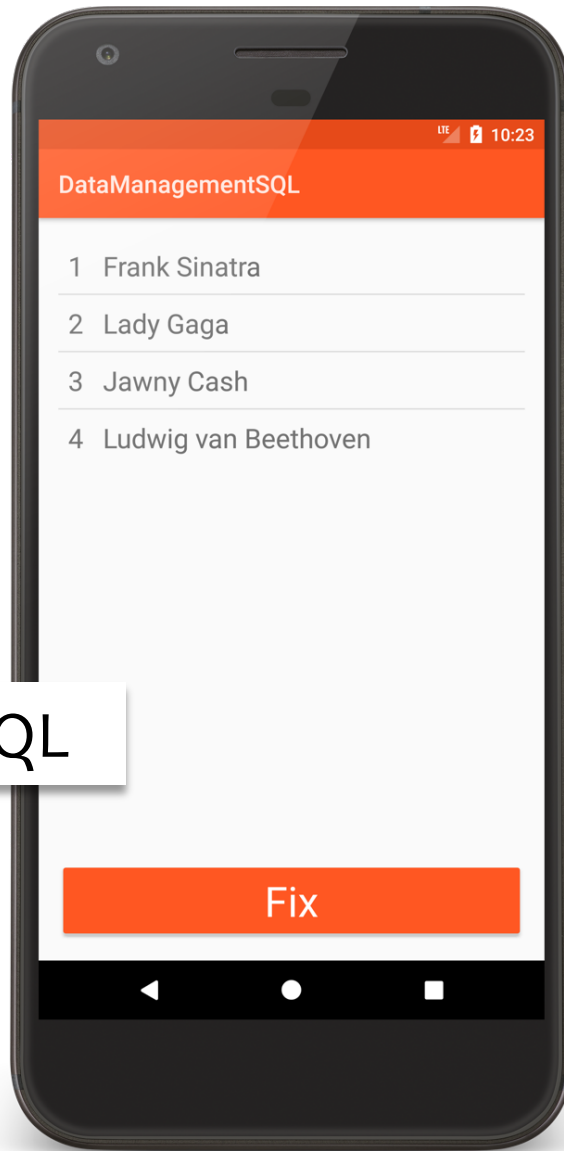 LTE 10:23
DataManagementSQL
1 Frank Sinatra
2 Lady Gaga
3 Jawny Cash
4 Ludwig van Beethoven
QL
Fix